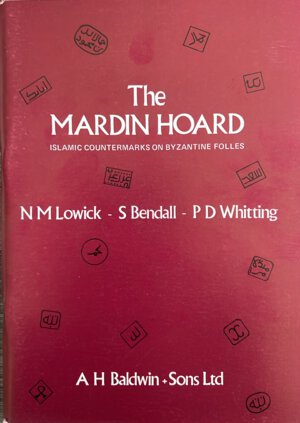 The
MARDIN HOARD
ISLAMIC COUNTERMARKS ON BYZANTINE FOLLES
N M Lowick - S Bendall - P D Whitting
A H Baldwin + Sons Ltd